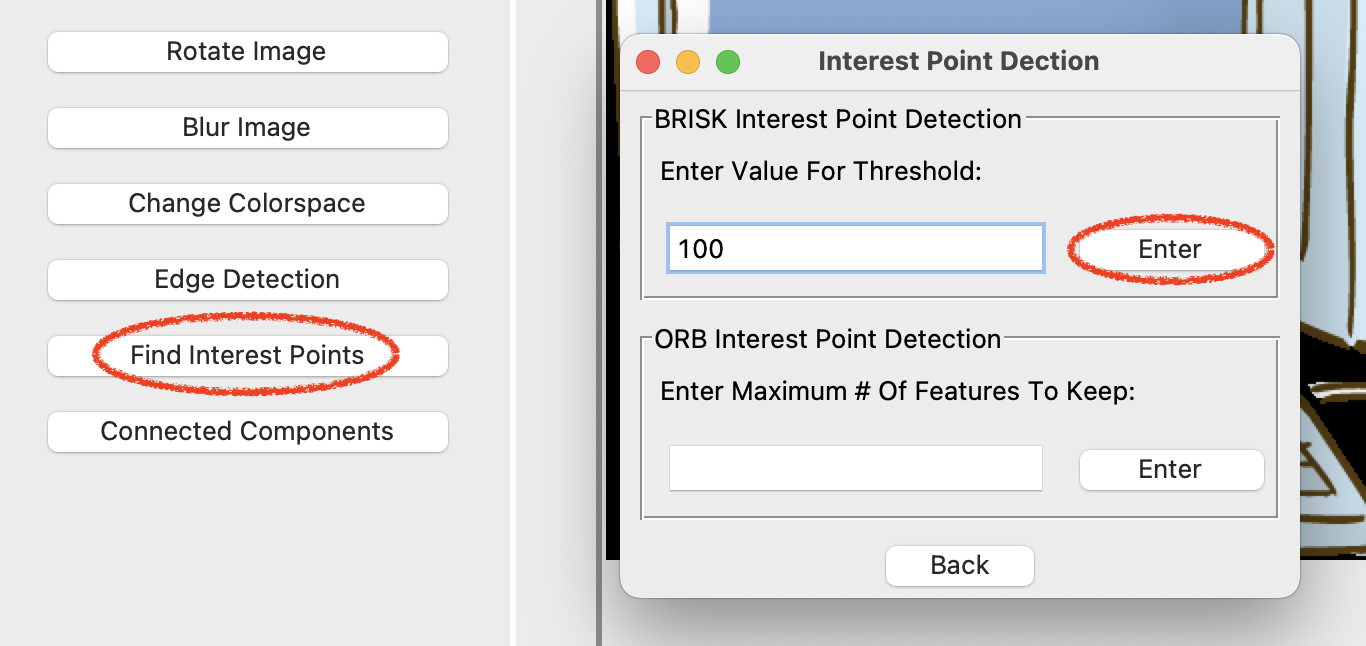 Rotate Image
Blur Image
Change Colorspace
Edge Detection
Find Interest Points
Connected Components
Interest Point Dection
BRISK Interest Point Detection
Enter Value For Threshold:
100
Enter
ORB Interest Point Detection
Enter Maximum # Of Features To Keep:
Enter
Back